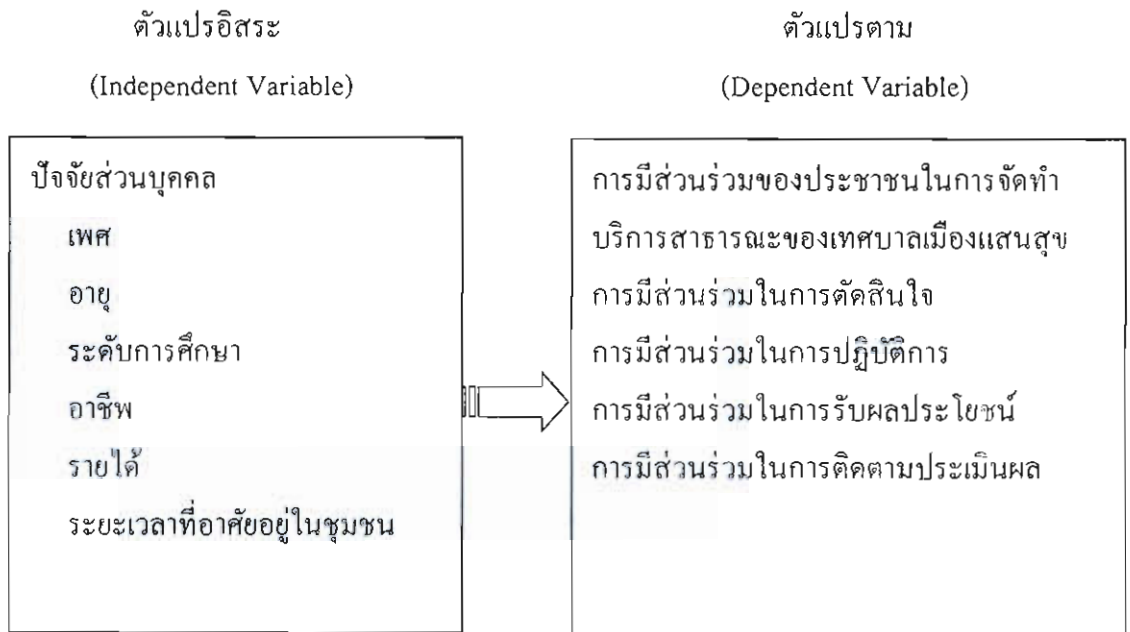 ตัวแปรอิสระ
(Independent Variable)
ปัจจัยส่วนบุคคล
เพศ
อายุ
ระดับการศึกษา
อาชีพ
รายได้
ระยะเวลาที่อาศัยอยู่ในชุมชน
ตัวแปรตาม
(Dependent Variable)
การมีส่วนร่วมของประชาชนในการจัดทำ
บริการสาธารณะของเทศบาลเมืองแสนสุข
การมีส่วนร่วมในการตัดสินใจ
การมีส่วนร่วมในการปฏิบัติการ
การมีส่วนร่วมในการรับผลประโยชน์
การมีส่วนร่วมในการติดตามประเมินผล